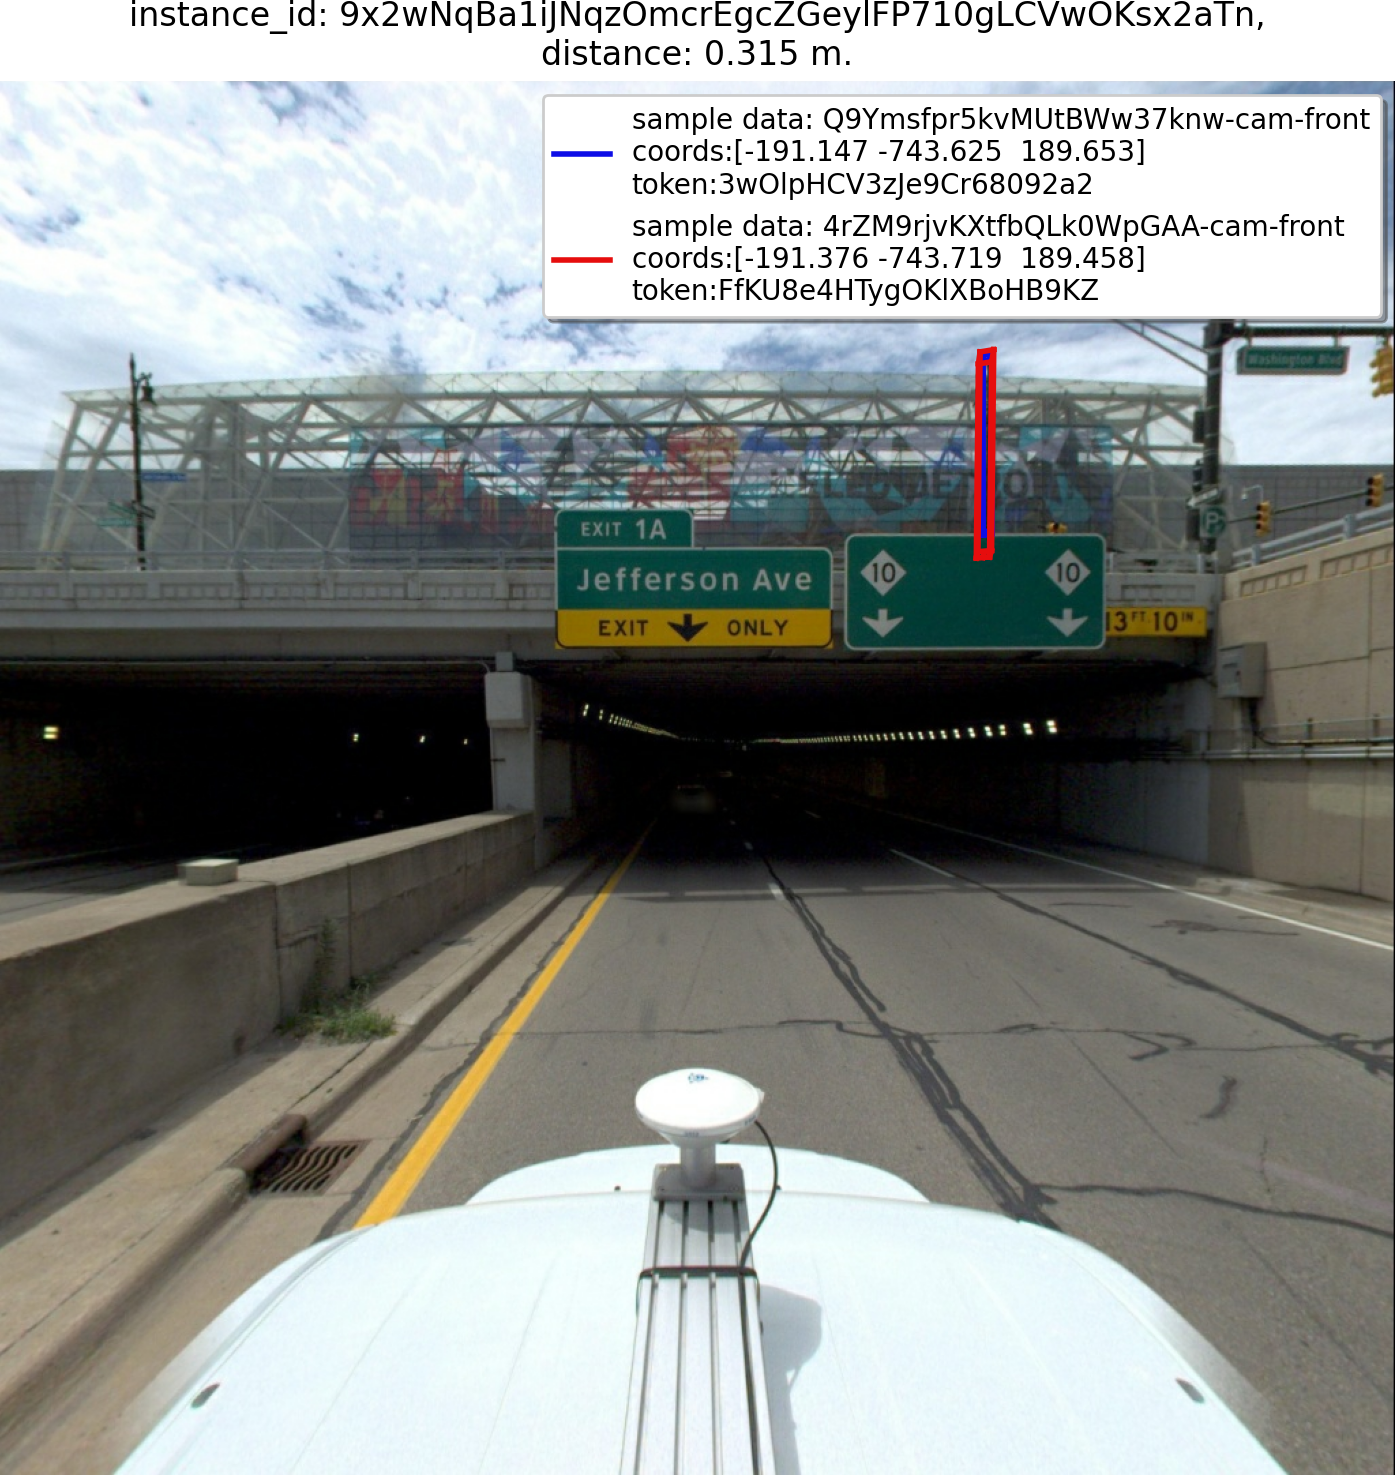 instance_id: 9x2wNqBa1iJNqzOmcrEgcZGeylFP710gLCVwOKsx2aTn,
distance: 0.315 m.
sample data: Q9Ymsfpr5kvMUtBWw37knw-cam-front
coords:[-191.147 -743.625  189.653]
token:3wOlpHCV3zJe9Cr68092a2
sample data: 4rZM9rjvKXtfbQLk0WpGAA-cam-front
coords:[-191.376 -743.719  189.458]
token:FfKU8e4HTygOKlXBoHB9KZ
Washington Blvd
P
EXIT 1A
Jefferson Ave
EXIT ONLY
10 10
13 FT 10 IN